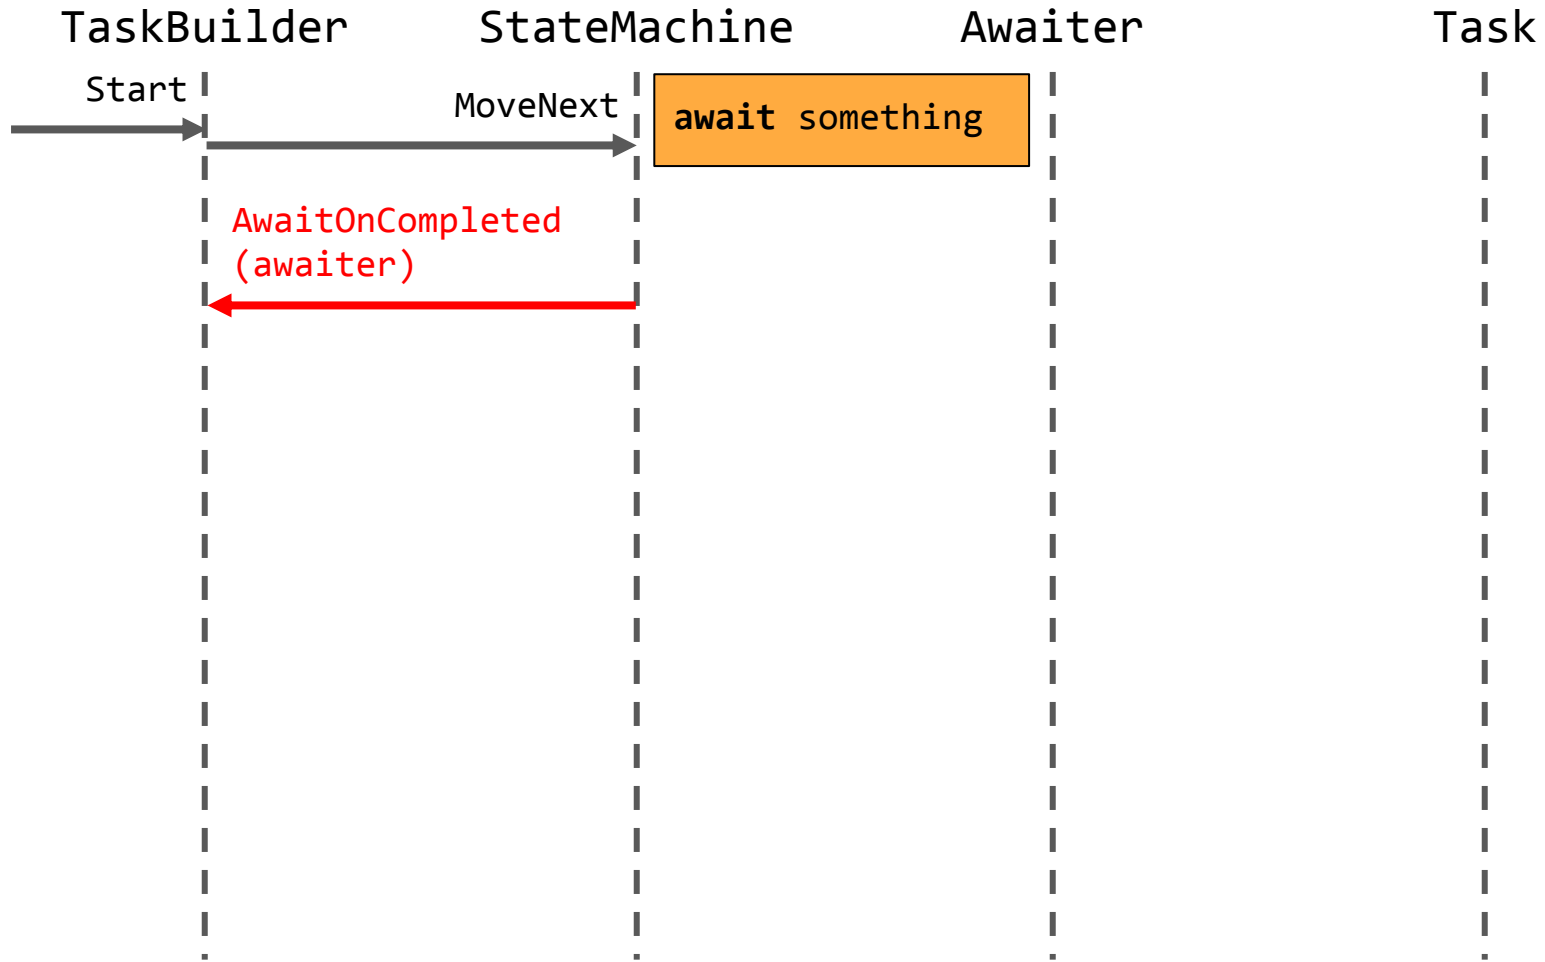 TaskBuilder StateMachine Awaiter Task
Start
MoveNext
await something
AwaitOnCompleted
(awaiter)